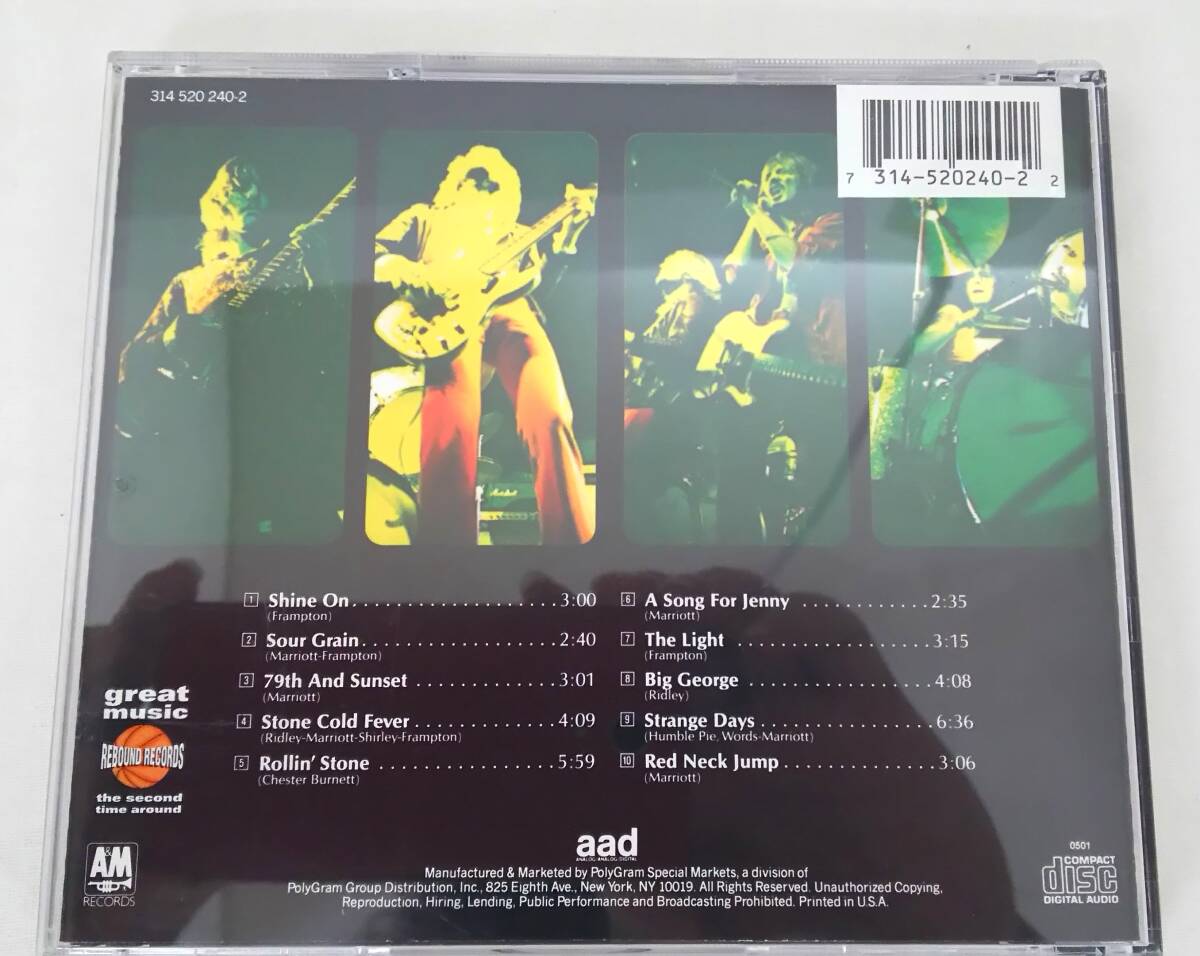 314 520 240-2
7 314-520240-2 2
Marshall
1 Shine On 3:00
(Frampton)
2 Sour Grain 2:40
(Marriott-Frampton)
3 79th And Sunset 3:01
(Marriott)
4 Stone Cold Fever 4:09
(Ridley-Marriott-Shirley-Frampton)
5 Rollin' Stone 5:59
(Chester Burnett)
6 A Song For Jenny 2:35
(Marriott)
7 The Light 3:15
(Frampton)
8 Big George 4:08
(Ridley)
9 Strange Days 6:36
(Humble Pie, Words-Marriott)
10 Red Neck Jump 3:06
(Marriott)
great
music
REBOUND RECORDS
the second
time around
A&M
RECORDS
aad
ANALOG/ANALOG/DIGITAL
Manufactured & Marketed by PolyGram Special Markets, a division of
PolyGram Group Distribution, Inc., 825 Eighth Ave., New York, NY 10019. All Rights Reserved. Unauthorized Copying,
Reproduction, Hiring, Lending, Public Performance and Broadcasting Prohibited. Printed in U.S.A.
0501
COMPACT
disc
DIGITAL AUDIO